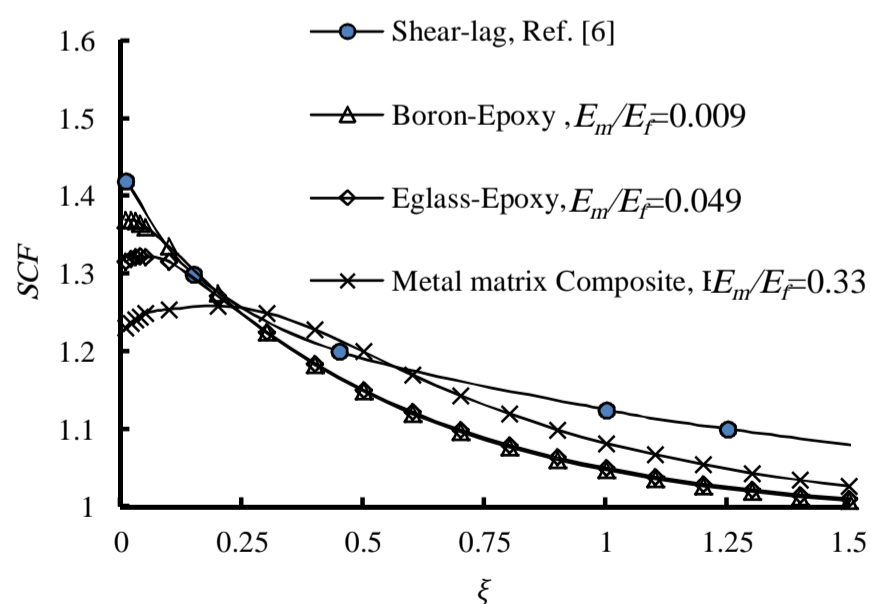 Shear-lag, Ref. [6]
Boron-Epoxy ,Em/Ef=0.009
Eglass-Epoxy,Em/Ef=0.049
Metal matrix Composite, Em/Ef=0.33
SCF
1.6
1.5
1.4
1.3
1.2
1.1
1
0 0.25 0.5 0.75 1 1.25 1.5
ξ